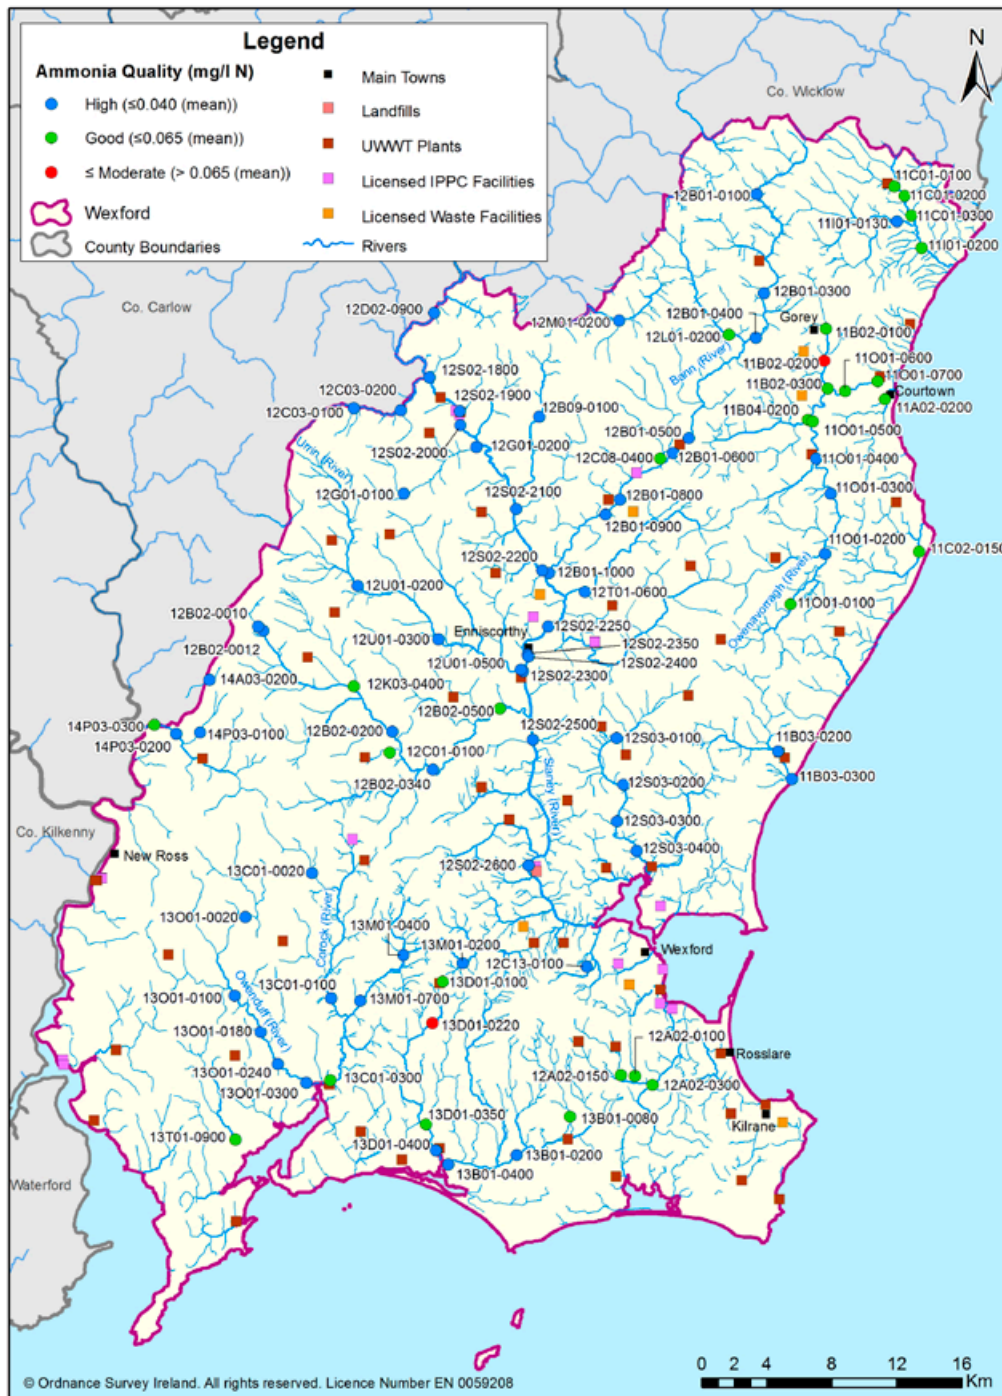 Legend
Ammonia Quality (mg/l N)
High (≤0.040 (mean))
Good (≤0.065 (mean))
≤ Moderate (> 0.065 (mean))
Wexford
County Boundaries
Main Towns
Landfills
UWWT Plants
Licensed IPPC Facilities
Licensed Waste Facilities
Rivers
N
Co. Wicklow
11C01-0100
12B01-0100
11C01-0200
11C01-0300
11I01-0130
11I01-0200
Co. Carlow
12D02-0900
12B01-0300
12M01-0200
12B01-0400
Gorey
12L01-0200
11B02-0100
Bann (River)
11B02-0200
11O01-0600
11O01-0700
12S02-1800
11B02-0300
Courtown
12C03-0200
12S02-1900
11A02-0200
12C03-0100
12B09-0100
11B04-0200
11O01-0500
12S02-2000
12G01-0200
12B01-0500
Urrin (River)
12C08-0400
12B01-0600
11O01-0400
12G01-0100
12S02-2100
12B01-0800
11O01-0300
12B01-0900
11O01-0200
11C02-0150
12S02-2200
12B01-1000
12U01-0200
12T01-0600
Owenavorragh (River)
11O01-0100
12B02-0010
12S02-2250
Enniscorthy
12U01-0300
12S02-2350
12B02-0012
12S02-2400
12U01-0500
12S02-2300
14A03-0200
12K03-0400
12B02-0500
14P03-0300
14P03-0100
12B02-0200
12S02-2500
12S03-0100
11B03-0200
14P03-0200
12C01-0100
11B03-0300
12B02-0340
12S03-0200
Slaney (River)
12S03-0300
Co. Kilkenny
New Ross
12S03-0400
12S02-2600
13C01-0020
13O01-0020
13M01-0400
Corock (River)
13M01-0200
Wexford
12C13-0100
13D01-0100
13O01-0100
13C01-0100
13M01-0700
Owenduff (River)
13O01-0180
13D01-0220
12A02-0100
Rosslare
13O01-0240
12A02-0150
13C01-0300
12A02-0300
13O01-0300
13D01-0350
13B01-0080
Kilrane
13T01-0900
13D01-0400
13B01-0200
13B01-0400
Waterford
© Ordnance Survey Ireland. All rights reserved. Licence Number EN 0059208
0 2 4 8 12 16
Km